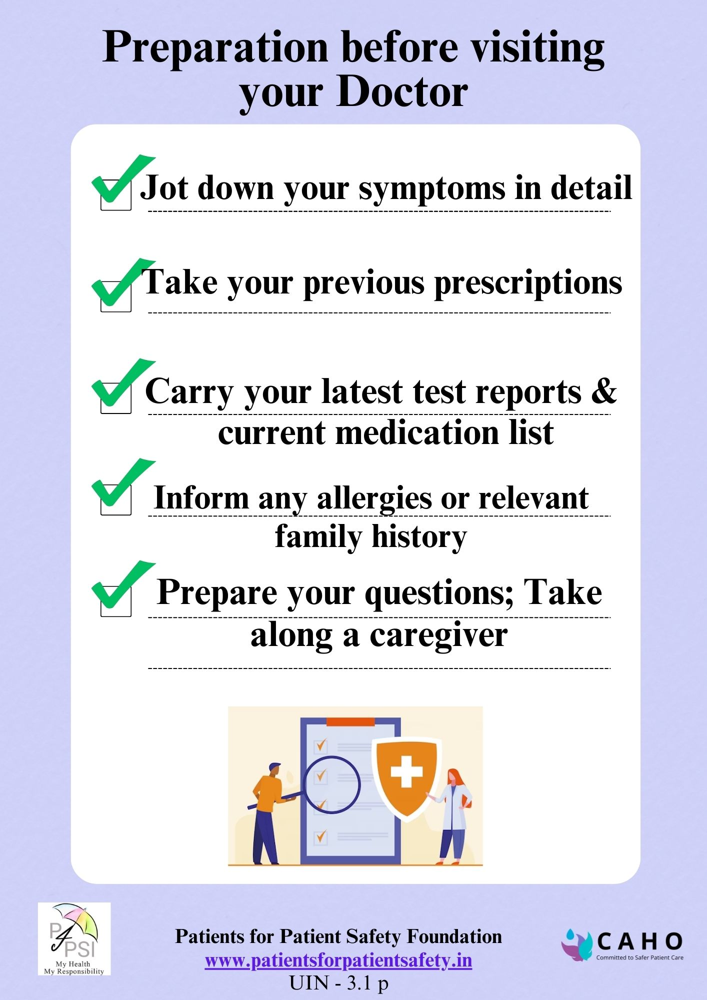 Preparation before visiting
your Doctor
Jot down your symptoms in detail
Take your previous prescriptions
Carry your latest test reports &
current medication list
Inform any allergies or relevant
family history
Prepare your questions; Take
along a caregiver
P4PSI
My Health
My Responsibility
Patients for Patient Safety Foundation
www.patientsforpatientsafety.in
UIN - 3.1 p
CAHO
Committed to Safer Patient Care